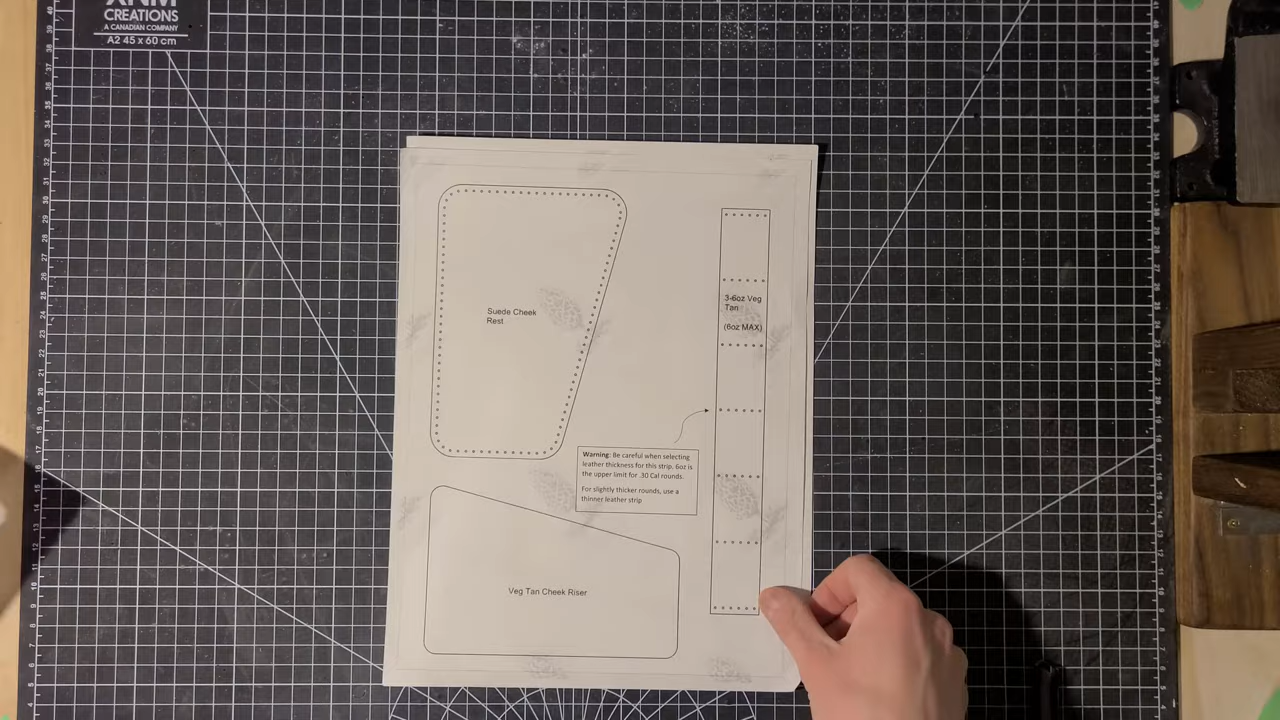 CREATIONS
A CANADIAN COMPANY
A2 45 x 60 cm
Suede Cheek
Rest
3-6oz Veg
Tan
(6oz MAX)
Warning: Be careful when selecting
leather thickness for this strip. 6oz is
the upper limit for .30 Cal rounds.
For slightly thicker rounds, use a
thinner leather strip
Veg Tan Cheek Riser